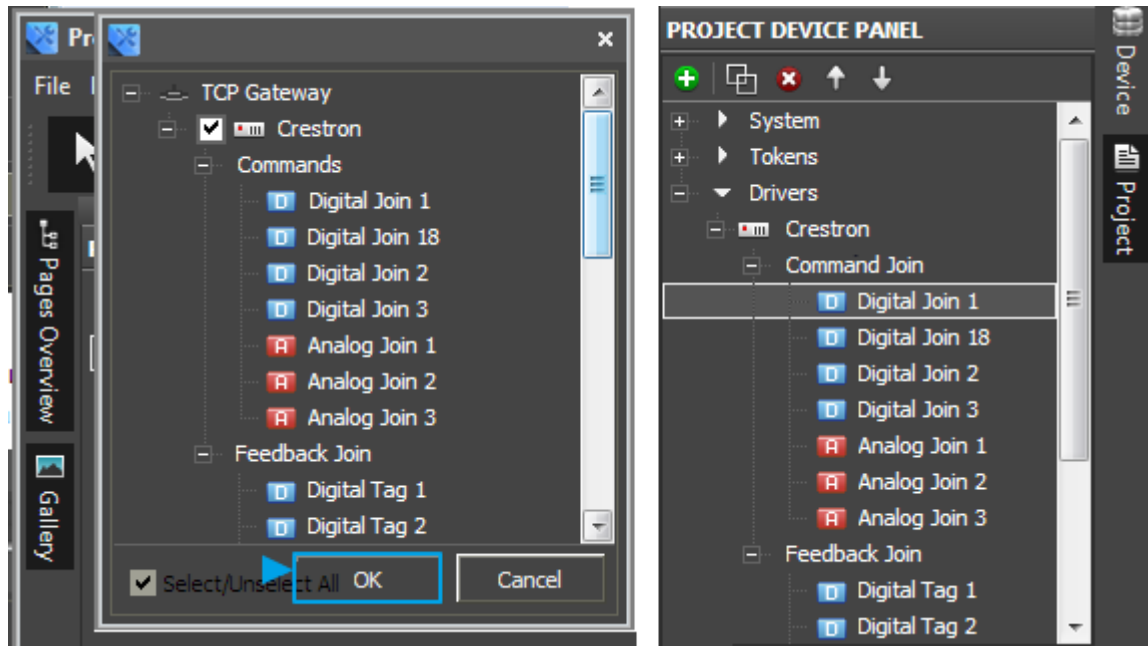 Pr
File
TCP Gateway
Crestron
Commands
D Digital Join 1
D Digital Join 18
D Digital Join 2
D Digital Join 3
A Analog Join 1
A Analog Join 2
A Analog Join 3
Feedback Join
D Digital Tag 1
D Digital Tag 2
Select/Unselect All
OK
Cancel
Pages Overview
Gallery
PROJECT DEVICE PANEL
System
Tokens
Drivers
Crestron
Command Join
D Digital Join 1
D Digital Join 18
D Digital Join 2
D Digital Join 3
A Analog Join 1
A Analog Join 2
A Analog Join 3
Feedback Join
D Digital Tag 1
D Digital Tag 2
Device
Project